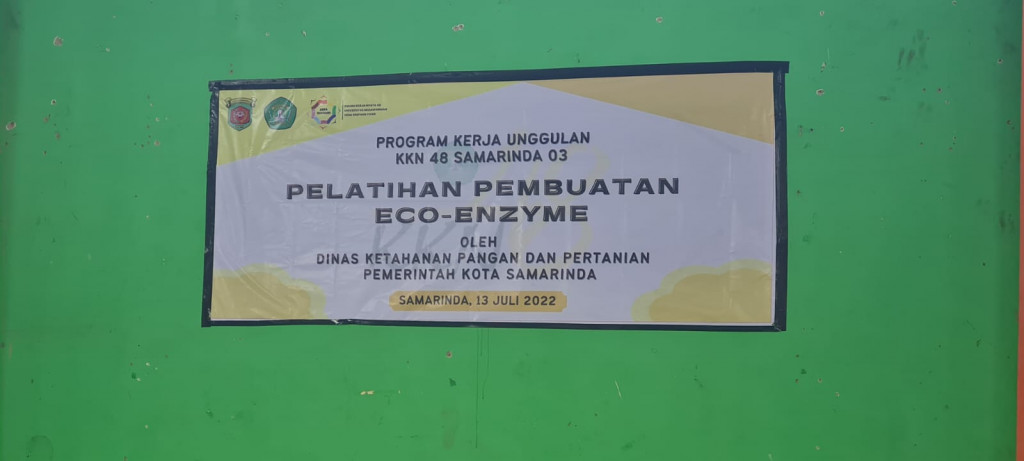 PROGRAM KERJA UNGGULAN
KKN 48 SAMARINDA 03
PELATIHAN PEMBUATAN
ECO-ENZYME
OLEH
DINAS KETAHANAN PANGAN DAN PERTANIAN
PEMERINTAH KOTA SAMARINDA
SAMARINDA, 13 JULI 2022